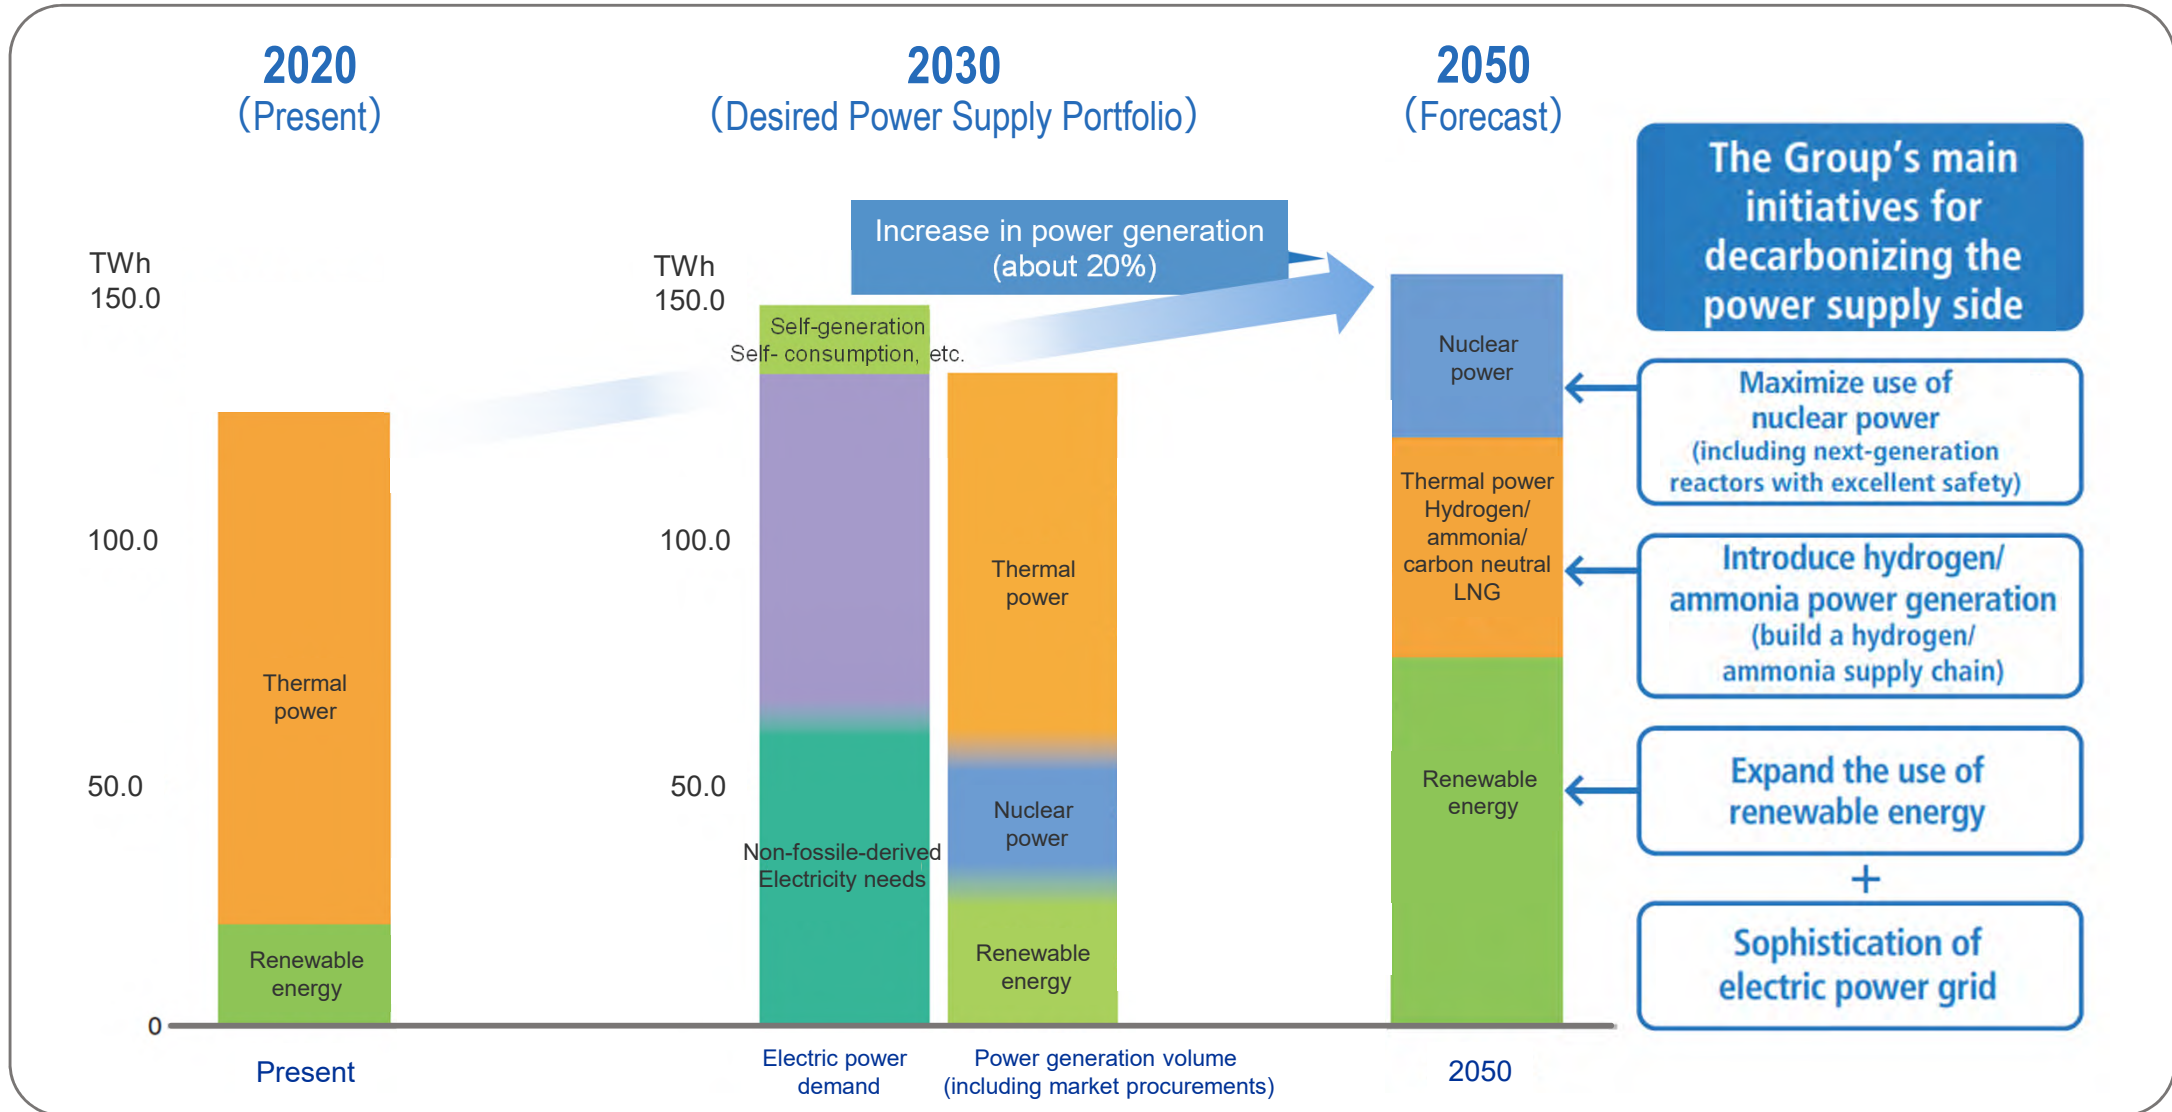 2020
（Present）
2030
（Desired Power Supply Portfolio）
2050
（Forecast）
The Group's main
initiatives for
decarbonizing the
power supply side
Increase in power generation
(about 20%)
TWh
150.0
100.0
50.0
0
Thermal
power
Renewable
energy
Present
TWh
150.0
100.0
50.0
Self-generation
Self- consumption, etc.
Non-fossile-derived
Electricity needs
Electric power
demand
Thermal
power
Nuclear
power
Renewable
energy
Power generation volume
(including market procurements)
Nuclear
power
Thermal power
Hydrogen/
ammonia/
carbon neutral
LNG
Renewable
energy
2050
Maximize use of
nuclear power
(including next-generation
reactors with excellent safety)
Introduce hydrogen/
ammonia power generation
(build a hydrogen/
ammonia supply chain)
Expand the use of
renewable energy
+
Sophistication of
electric power grid